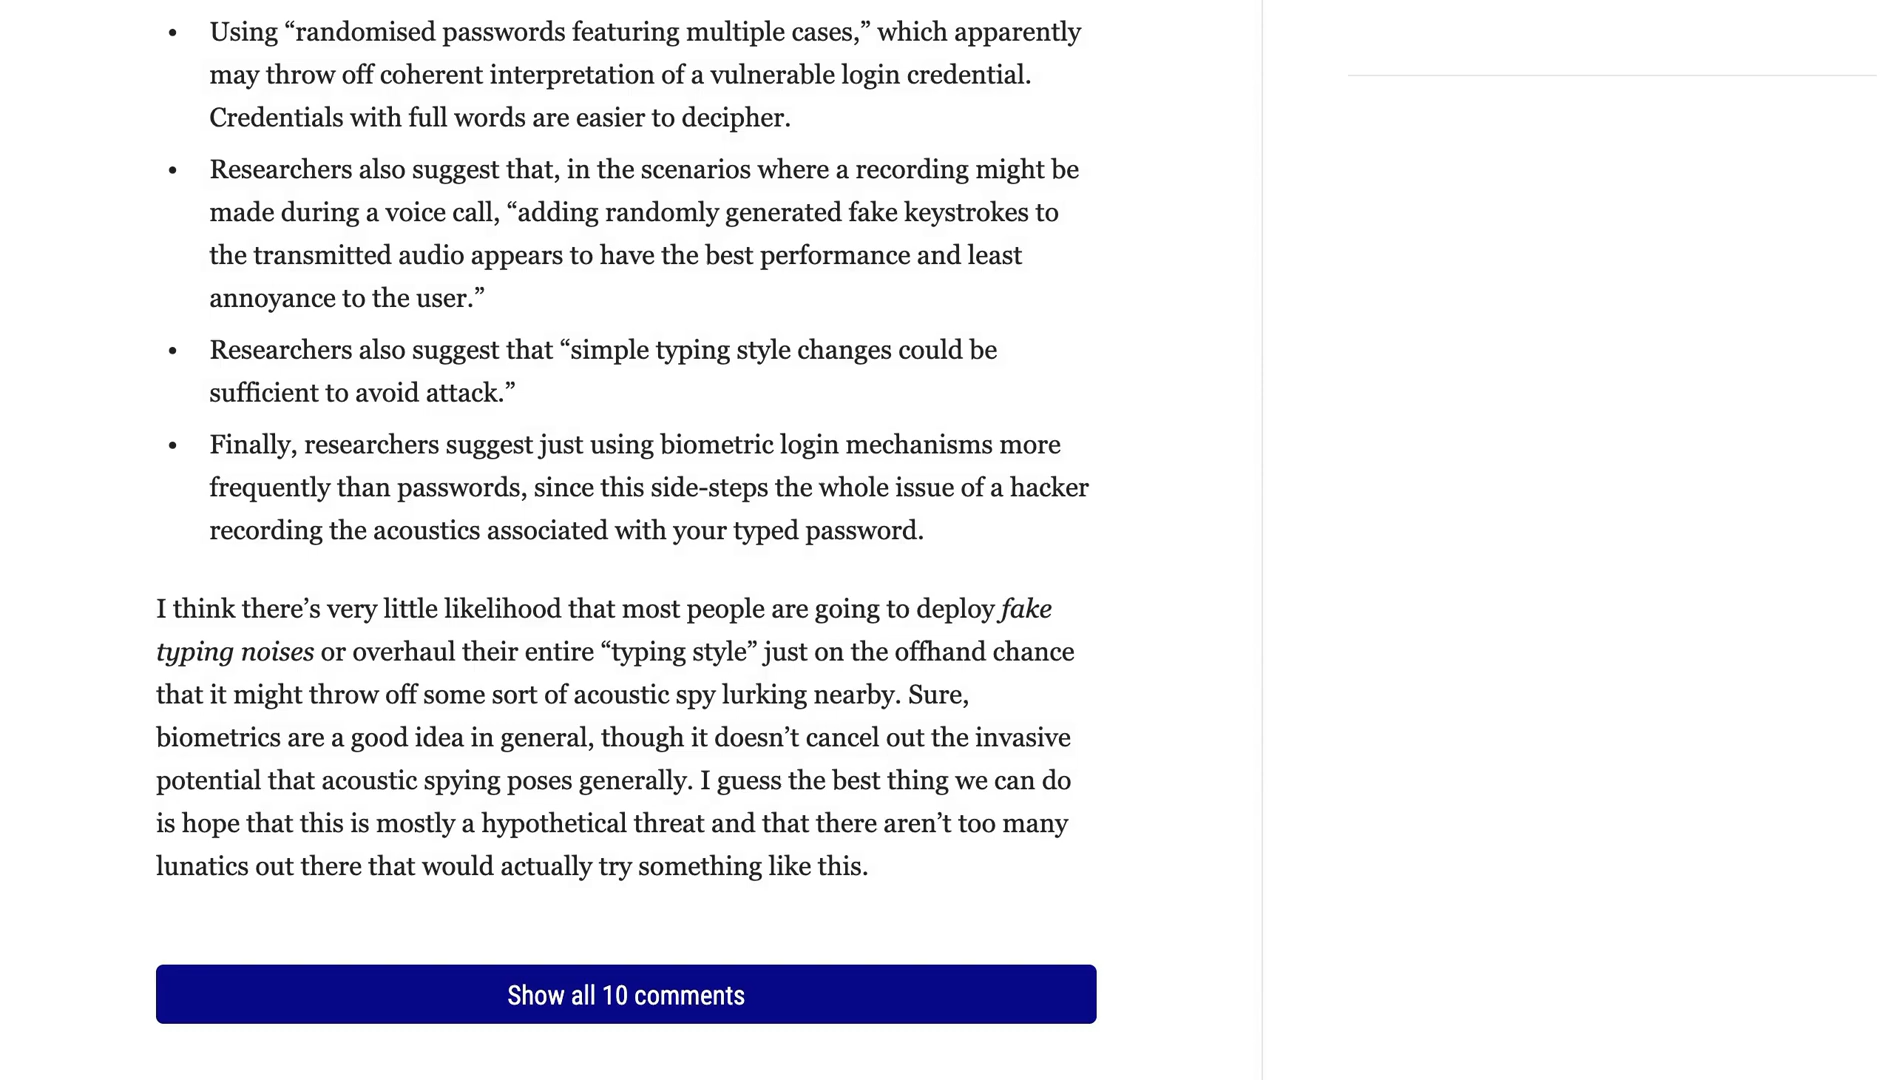 • Using “randomised passwords featuring multiple cases,” which apparently
may throw off coherent interpretation of a vulnerable login credential.
Credentials with full words are easier to decipher.
• Researchers also suggest that, in the scenarios where a recording might be
made during a voice call, “adding randomly generated fake keystrokes to
the transmitted audio appears to have the best performance and least
annoyance to the user.”
• Researchers also suggest that “simple typing style changes could be
sufficient to avoid attack.”
• Finally, researchers suggest just using biometric login mechanisms more
frequently than passwords, since this side-steps the whole issue of a hacker
recording the acoustics associated with your typed password.
I think there’s very little likelihood that most people are going to deploy fake
typing noises or overhaul their entire “typing style” just on the offhand chance
that it might throw off some sort of acoustic spy lurking nearby. Sure,
biometrics are a good idea in general, though it doesn’t cancel out the invasive
potential that acoustic spying poses generally. I guess the best thing we can do
is hope that this is mostly a hypothetical threat and that there aren’t too many
lunatics out there that would actually try something like this.
Show all 10 comments